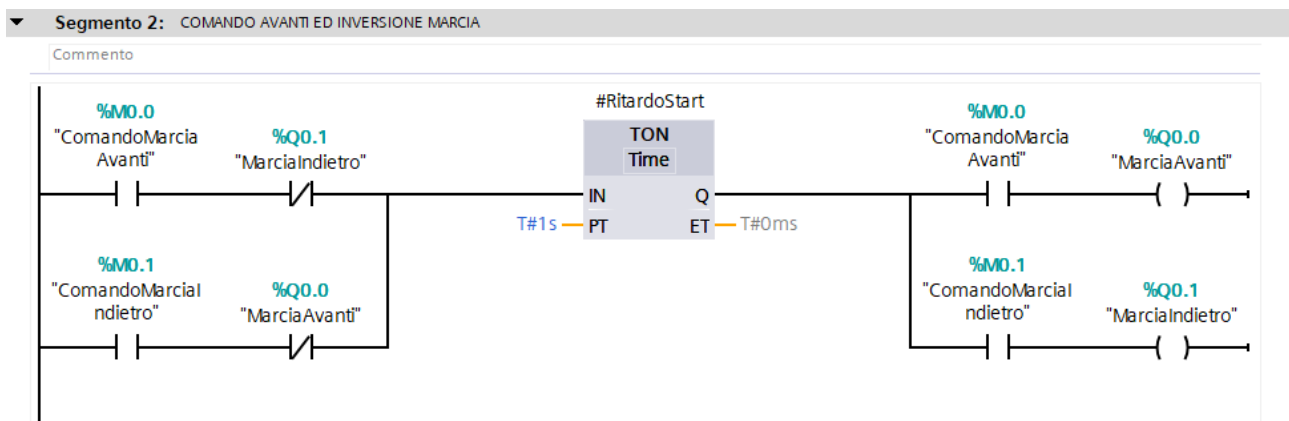 Segmento 2: COMANDO AVANTI ED INVERSIONE MARCIA
Commento
%M0.0
"ComandoMarcia
Avanti"
%Q0.1
"MarciaIndietro"
#RitardoStart
TON
Time
IN
Q
T#1s
PT
ET
T#0ms
%M0.0
"ComandoMarcia
Avanti"
%Q0.0
"MarciaAvanti"
%M0.1
"ComandoMarciaI
ndietro"
%Q0.0
"MarciaAvanti"
%M0.1
"ComandoMarciaI
ndietro"
%Q0.1
"MarciaIndietro"